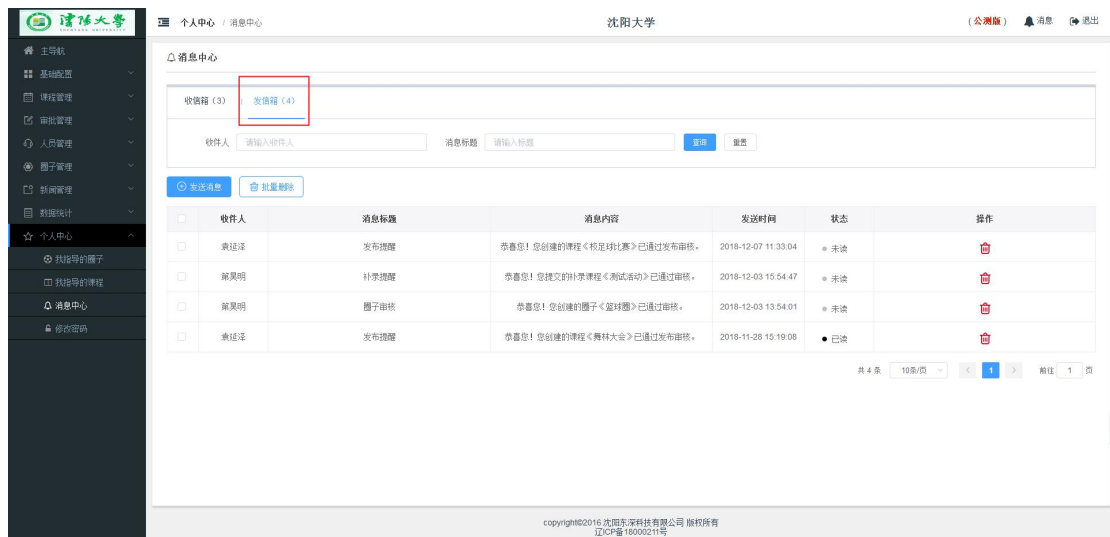 沈阳大学
SHENYANG UNIVERSITY
个人中心 / 消息中心
沈阳大学
(公测版)
消息
退出
主导航
基础配置
课程管理
审批管理
人员管理
圈子管理
新闻管理
数据统计
个人中心
我指导的圈子
我指导的课程
消息中心
修改密码
消息中心
收信箱（3）
发信箱（4）
收件人 请输入收件人 消息标题 请输入标题 查询 重置
发送消息 批量删除
收件人 消息标题 消息内容 发送时间 状态 操作
袁延泽 发布提醒 恭喜您！您创建的课程《校足球比赛》已通过发布审核。 2018-12-07 11:33:04 未读
昊明 补录提醒 恭喜您！您提交的补录课程《测试活动》已通过审核。 2018-12-03 15:54:47 未读
昊明 圈子审核 恭喜您！您创建的圈子《篮球圈》已通过审核。 2018-12-03 13:54:01 未读
袁延泽 发布提醒 恭喜您！您创建的课程《舞林大会》已通过发布审核。 2018-11-28 15:19:08 已读
共 4 条 10条/页 < 1 > 前往 1 页
copyright©2016 沈阳东深科技有限公司 版权所有
辽ICP备18000211号